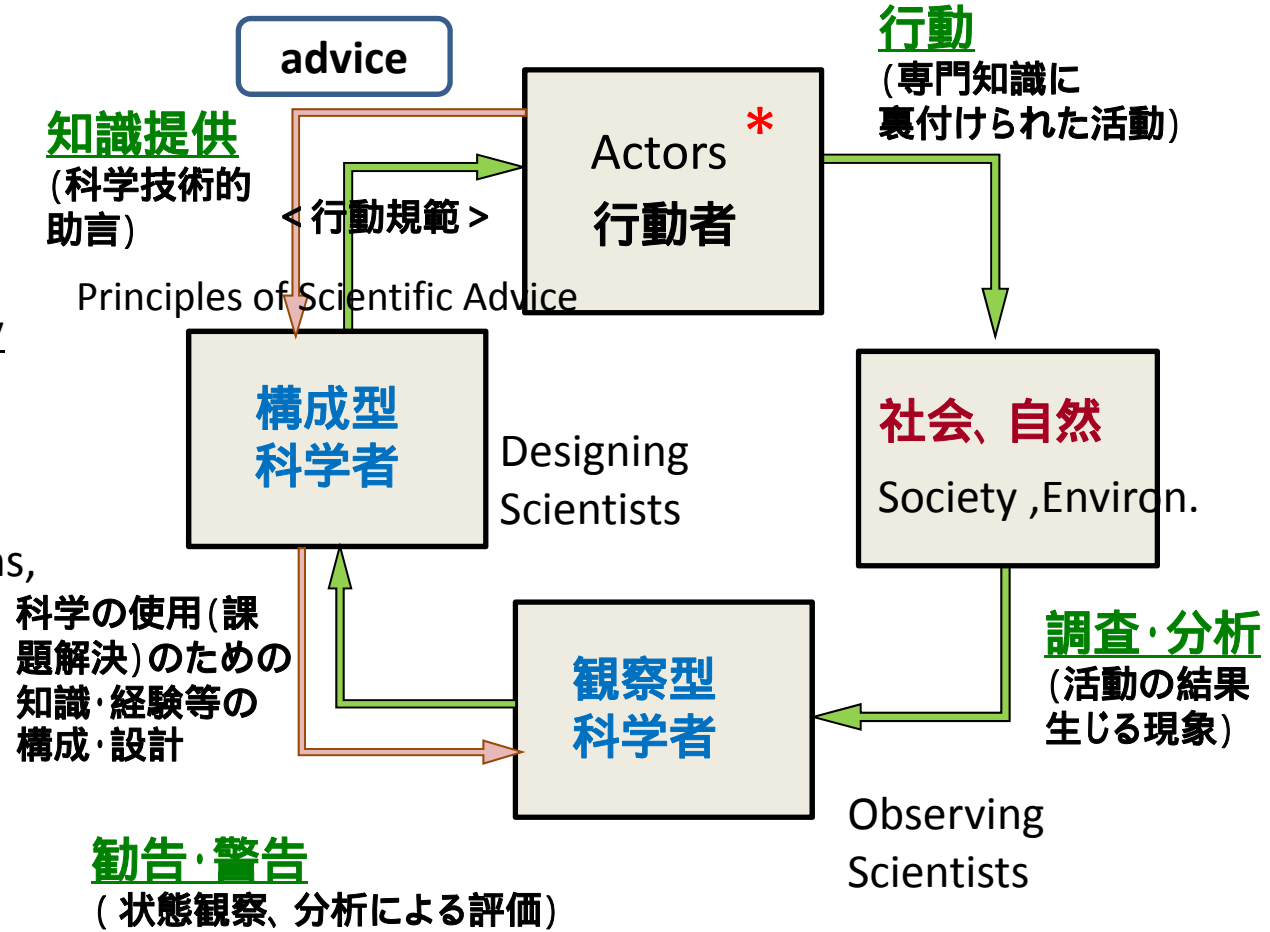 advice
行動
(専門知識に
裏付けられた活動)
知識提供
(科学技術的
助言)
<行動規範>
Actors *
行動者
Principles of Scientific Advice
構成型
科学者
Designing
Scientists
社会、自然
Society ,Environ.
科学の使用(課
題解決)のための
知識･経験等の
構成･設計
観察型
科学者
調査･分析
(活動の結果
生じる現象)
Observing
Scientists
勧告･警告
( 状態観察、分析による評価)